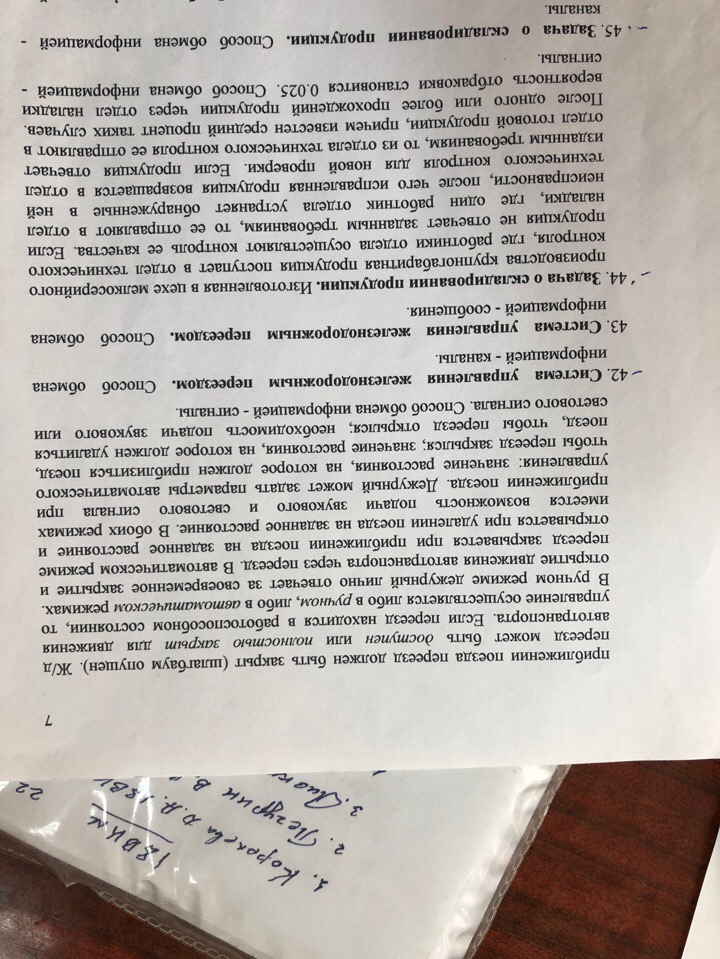 18ВКм
1. Королева Д.А. 18ВК
2. Пегурин В.
3.
22
7
приближении поезда переезд должен быть закрыт (шлагбаум опущен). Ж/д
переезд может быть доступен или полностью закрыт для движения
автотранспорта. Если переезд находится в работоспособном состоянии, то
управление осуществляется либо в ручном, либо в автоматическом режимах.
В ручном режиме дежурный лично отвечает за своевременное закрытие и
открытие движения автотранспорта через переезд. В автоматическом режиме
переезд закрывается при приближении поезда на заданное расстояние и
открывается при удалении поезда на заданное расстояние. В обоих режимах
имеется возможность подачи звукового и светового сигнала при
приближении поезда. Дежурный может задать параметры автоматического
управления: значение расстояния, на которое должен приблизиться поезд,
чтобы переезд закрылся; значение расстояния, на которое должен удалиться
поезд, чтобы переезд открылся; необходимость подачи звукового или
светового сигнала. Способ обмена информацией - сигналы.
42. Система управления железнодорожным переездом. Способ обмена
информацией - каналы.
43. Система управления железнодорожным переездом. Способ обмена
информацией - сообщения.
44. Задача о складировании продукции. Изготовленная в цехе мелкосерийного
производства крупногабаритная продукция поступает в отдел технического
контроля, где работники отдела осуществляют контроль ее качества. Если
продукция не отвечает заданным требованиям, то ее отправляют в отдел
наладки, где один работник отдела устраняет обнаруженные в ней
неисправности, после чего исправленная продукция возвращается в отдел
технического контроля для новой проверки. Если продукция отвечает
изданным требованиям, то из отдела технического контроля ее отправляют в
отдел готовой продукции, причем известен средний процент таких случаев.
После одного или более прохождений продукции через отдел наладки
вероятность отбраковки становится 0.025. Способ обмена информацией -
сигналы.
45. Задача о складировании продукции. Способ обмена информацией -
каналы.